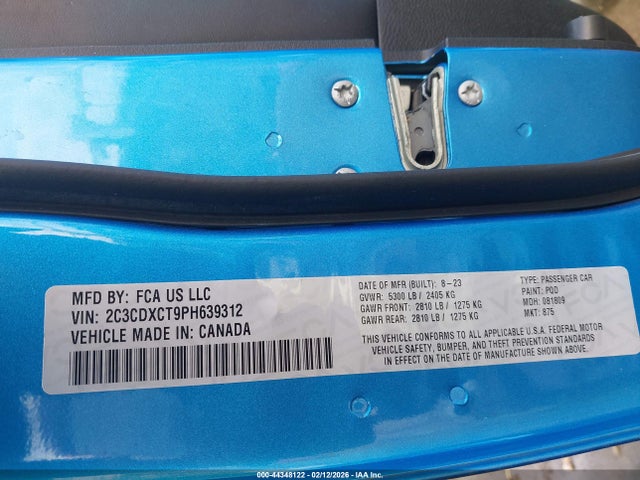 MFD BY: FCA US LLC
VIN: 2C3CDXCT9PH639312
VEHICLE MADE IN: CANADA
DATE OF MFR (BUILT): 8-23
GVWR: 5300 LB / 2405 KG
GAWR FRONT: 2810 LB / 1275 KG
GAWR REAR: 2810 LB / 1275 KG
TYPE: PASSENGER CAR
PAINT: PQD
MDH: 081809
MKT: 875
THIS VEHICLE CONFORMS TO ALL APPLICABLE U.S.A. FEDERAL MOTOR
VEHICLE SAFETY, BUMPER, AND THEFT PREVENTION STANDARDS
IN EFFECT ON THE DATE OF MANUFACTURE SHOWN ABOVE.
000-44348122 - 02/12/2026 - IAA Inc.